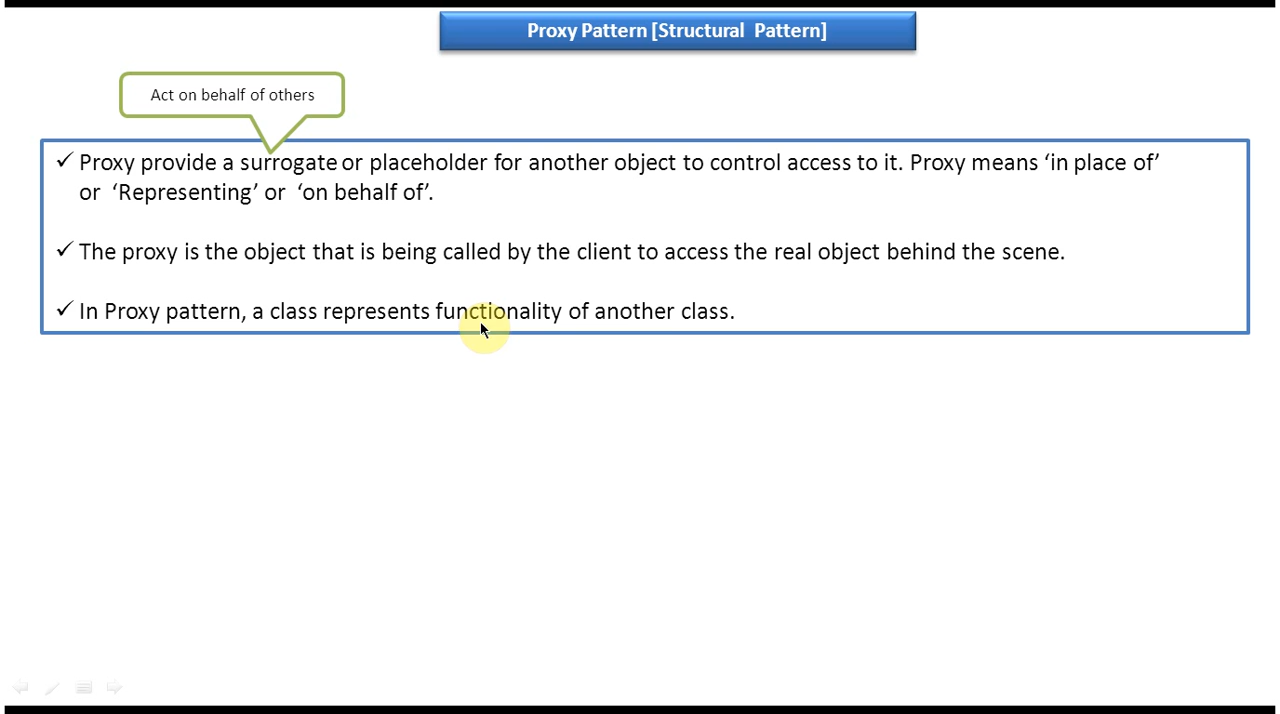 Proxy Pattern [Structural Pattern]
Act on behalf of others
✓ Proxy provide a surrogate or placeholder for another object to control access to it. Proxy means ‘in place of’
or ‘Representing’ or ‘on behalf of’.
✓ The proxy is the object that is being called by the client to access the real object behind the scene.
✓ In Proxy pattern, a class represents functionality of another class.